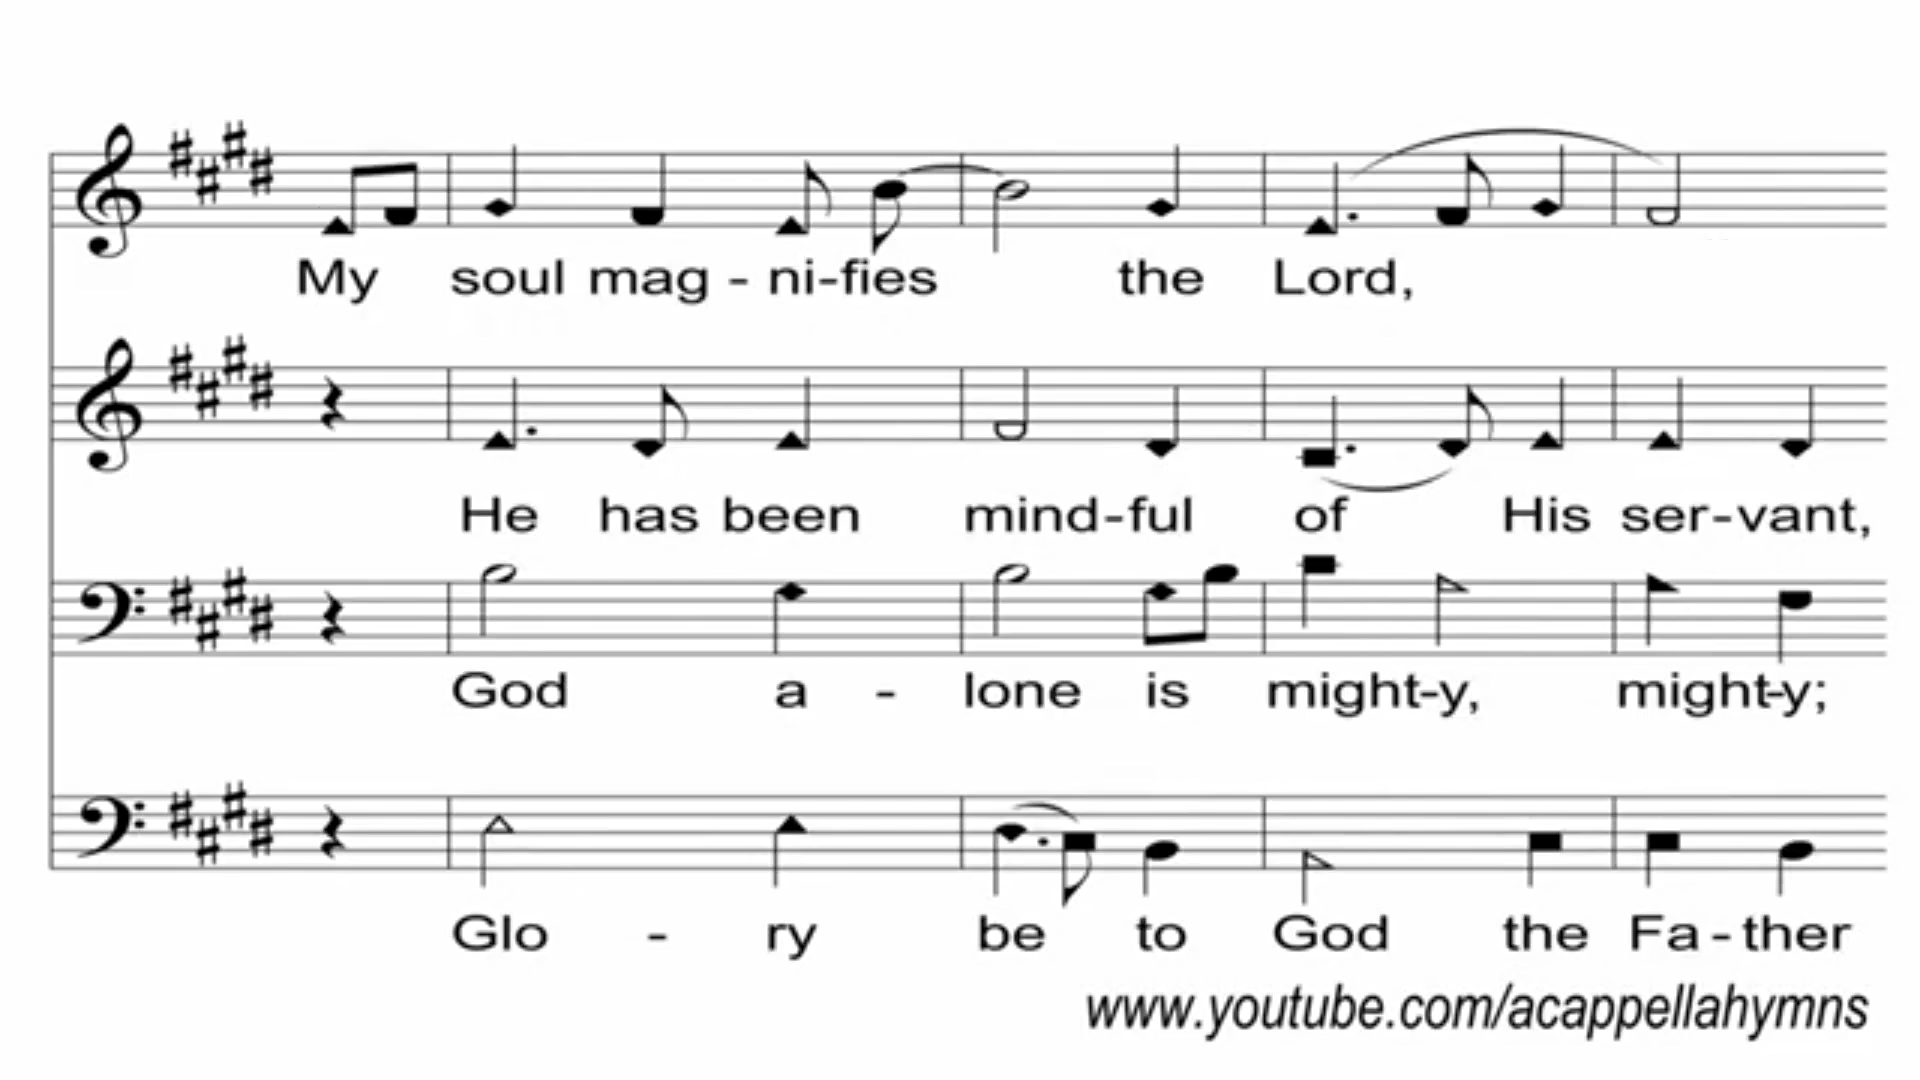 My soul mag - ni-fies the Lord,
He has been mind-ful of His ser-vant,
God a - lone is might-y, might-y;
Glo - ry be to God the Fa - ther
www.youtube.com/acappellahymns